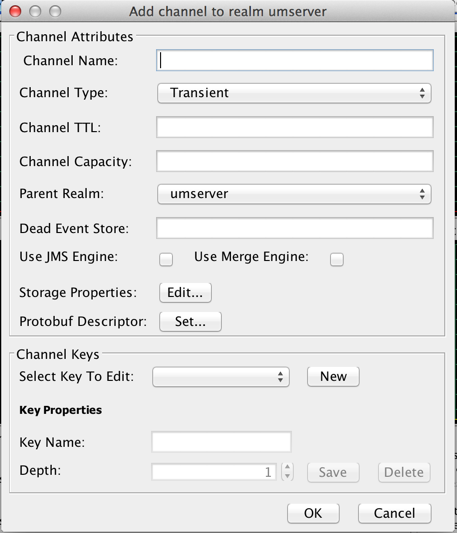 Add channel to realm umserver
Channel Attributes
Channel Name:
Channel Type: Transient
Channel TTL:
Channel Capacity:
Parent Realm: umserver
Dead Event Store:
Use JMS Engine: Use Merge Engine:
Storage Properties: Edit...
Protobuf Descriptor: Set...
Channel Keys
Select Key To Edit: New
Key Properties
Key Name:
Depth: 1 Save Delete
OK Cancel